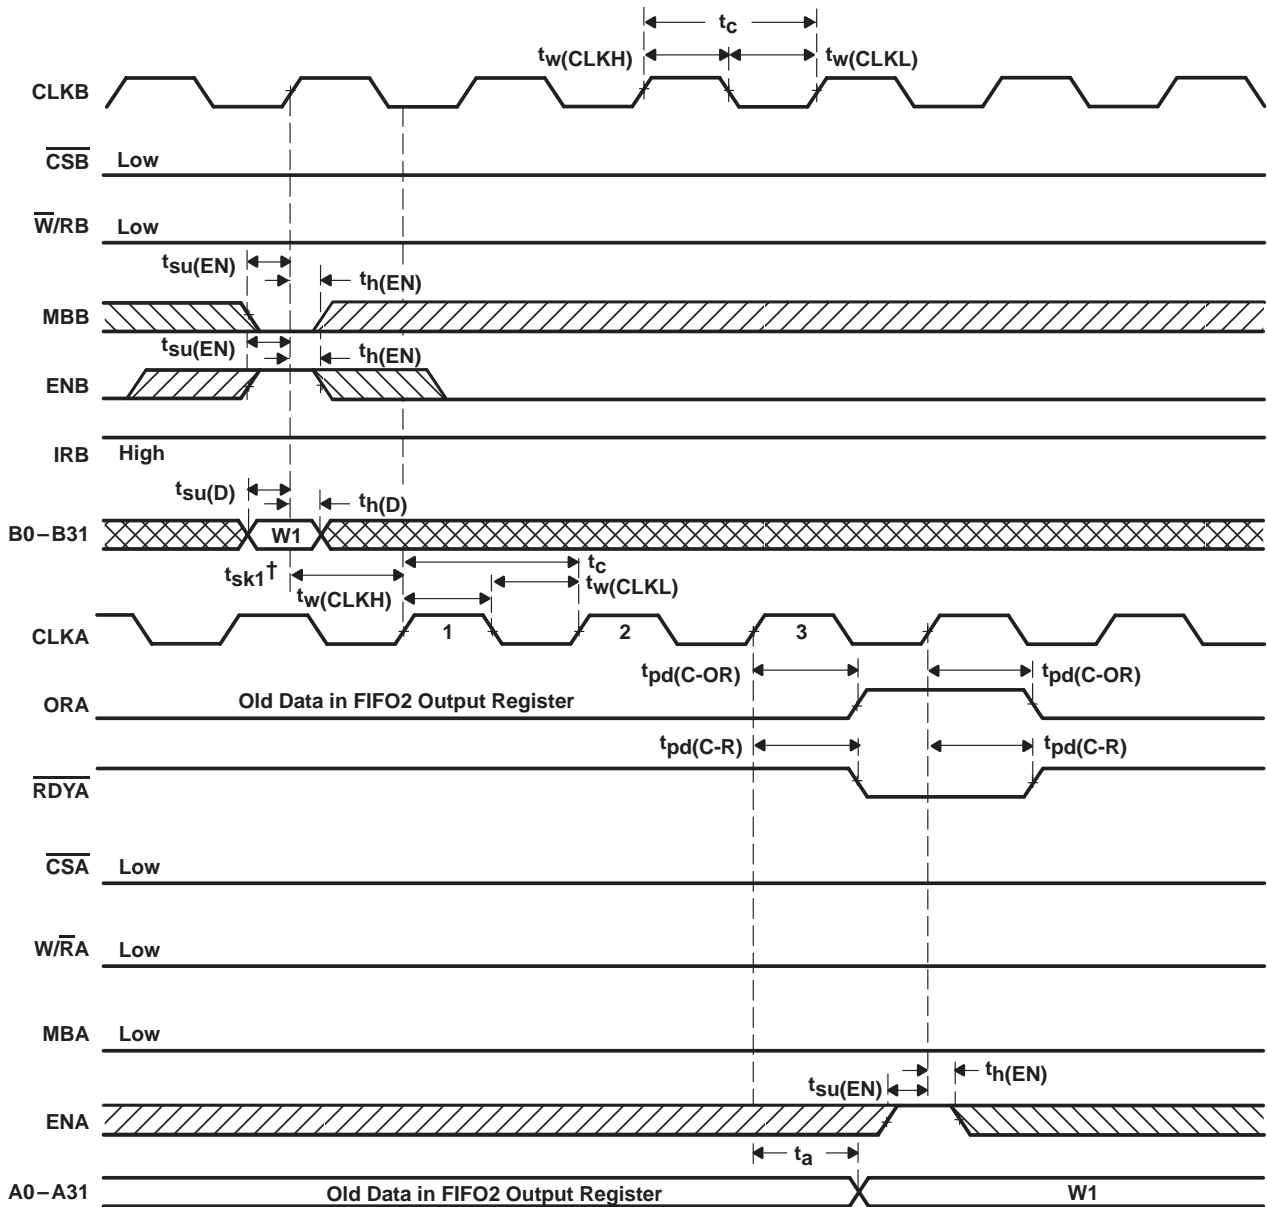 tc
tw(CLKH) tw(CLKL)
CLKB
CSB Low
W/RB Low
tsu(EN) th(EN)
MBB
tsu(EN) th(EN)
ENB
IRB High
tsu(D) th(D)
B0–B31 W1
tsk1† tc
tw(CLKH) tw(CLKL)
CLKA 1 2 3
tpd(C-OR) tpd(C-OR)
ORA Old Data in FIFO2 Output Register
tpd(C-R) tpd(C-R)
RDYA
CSA Low
W/RA Low
MBA Low
tsu(EN) th(EN)
ENA
ta
A0–A31 Old Data in FIFO2 Output Register W1